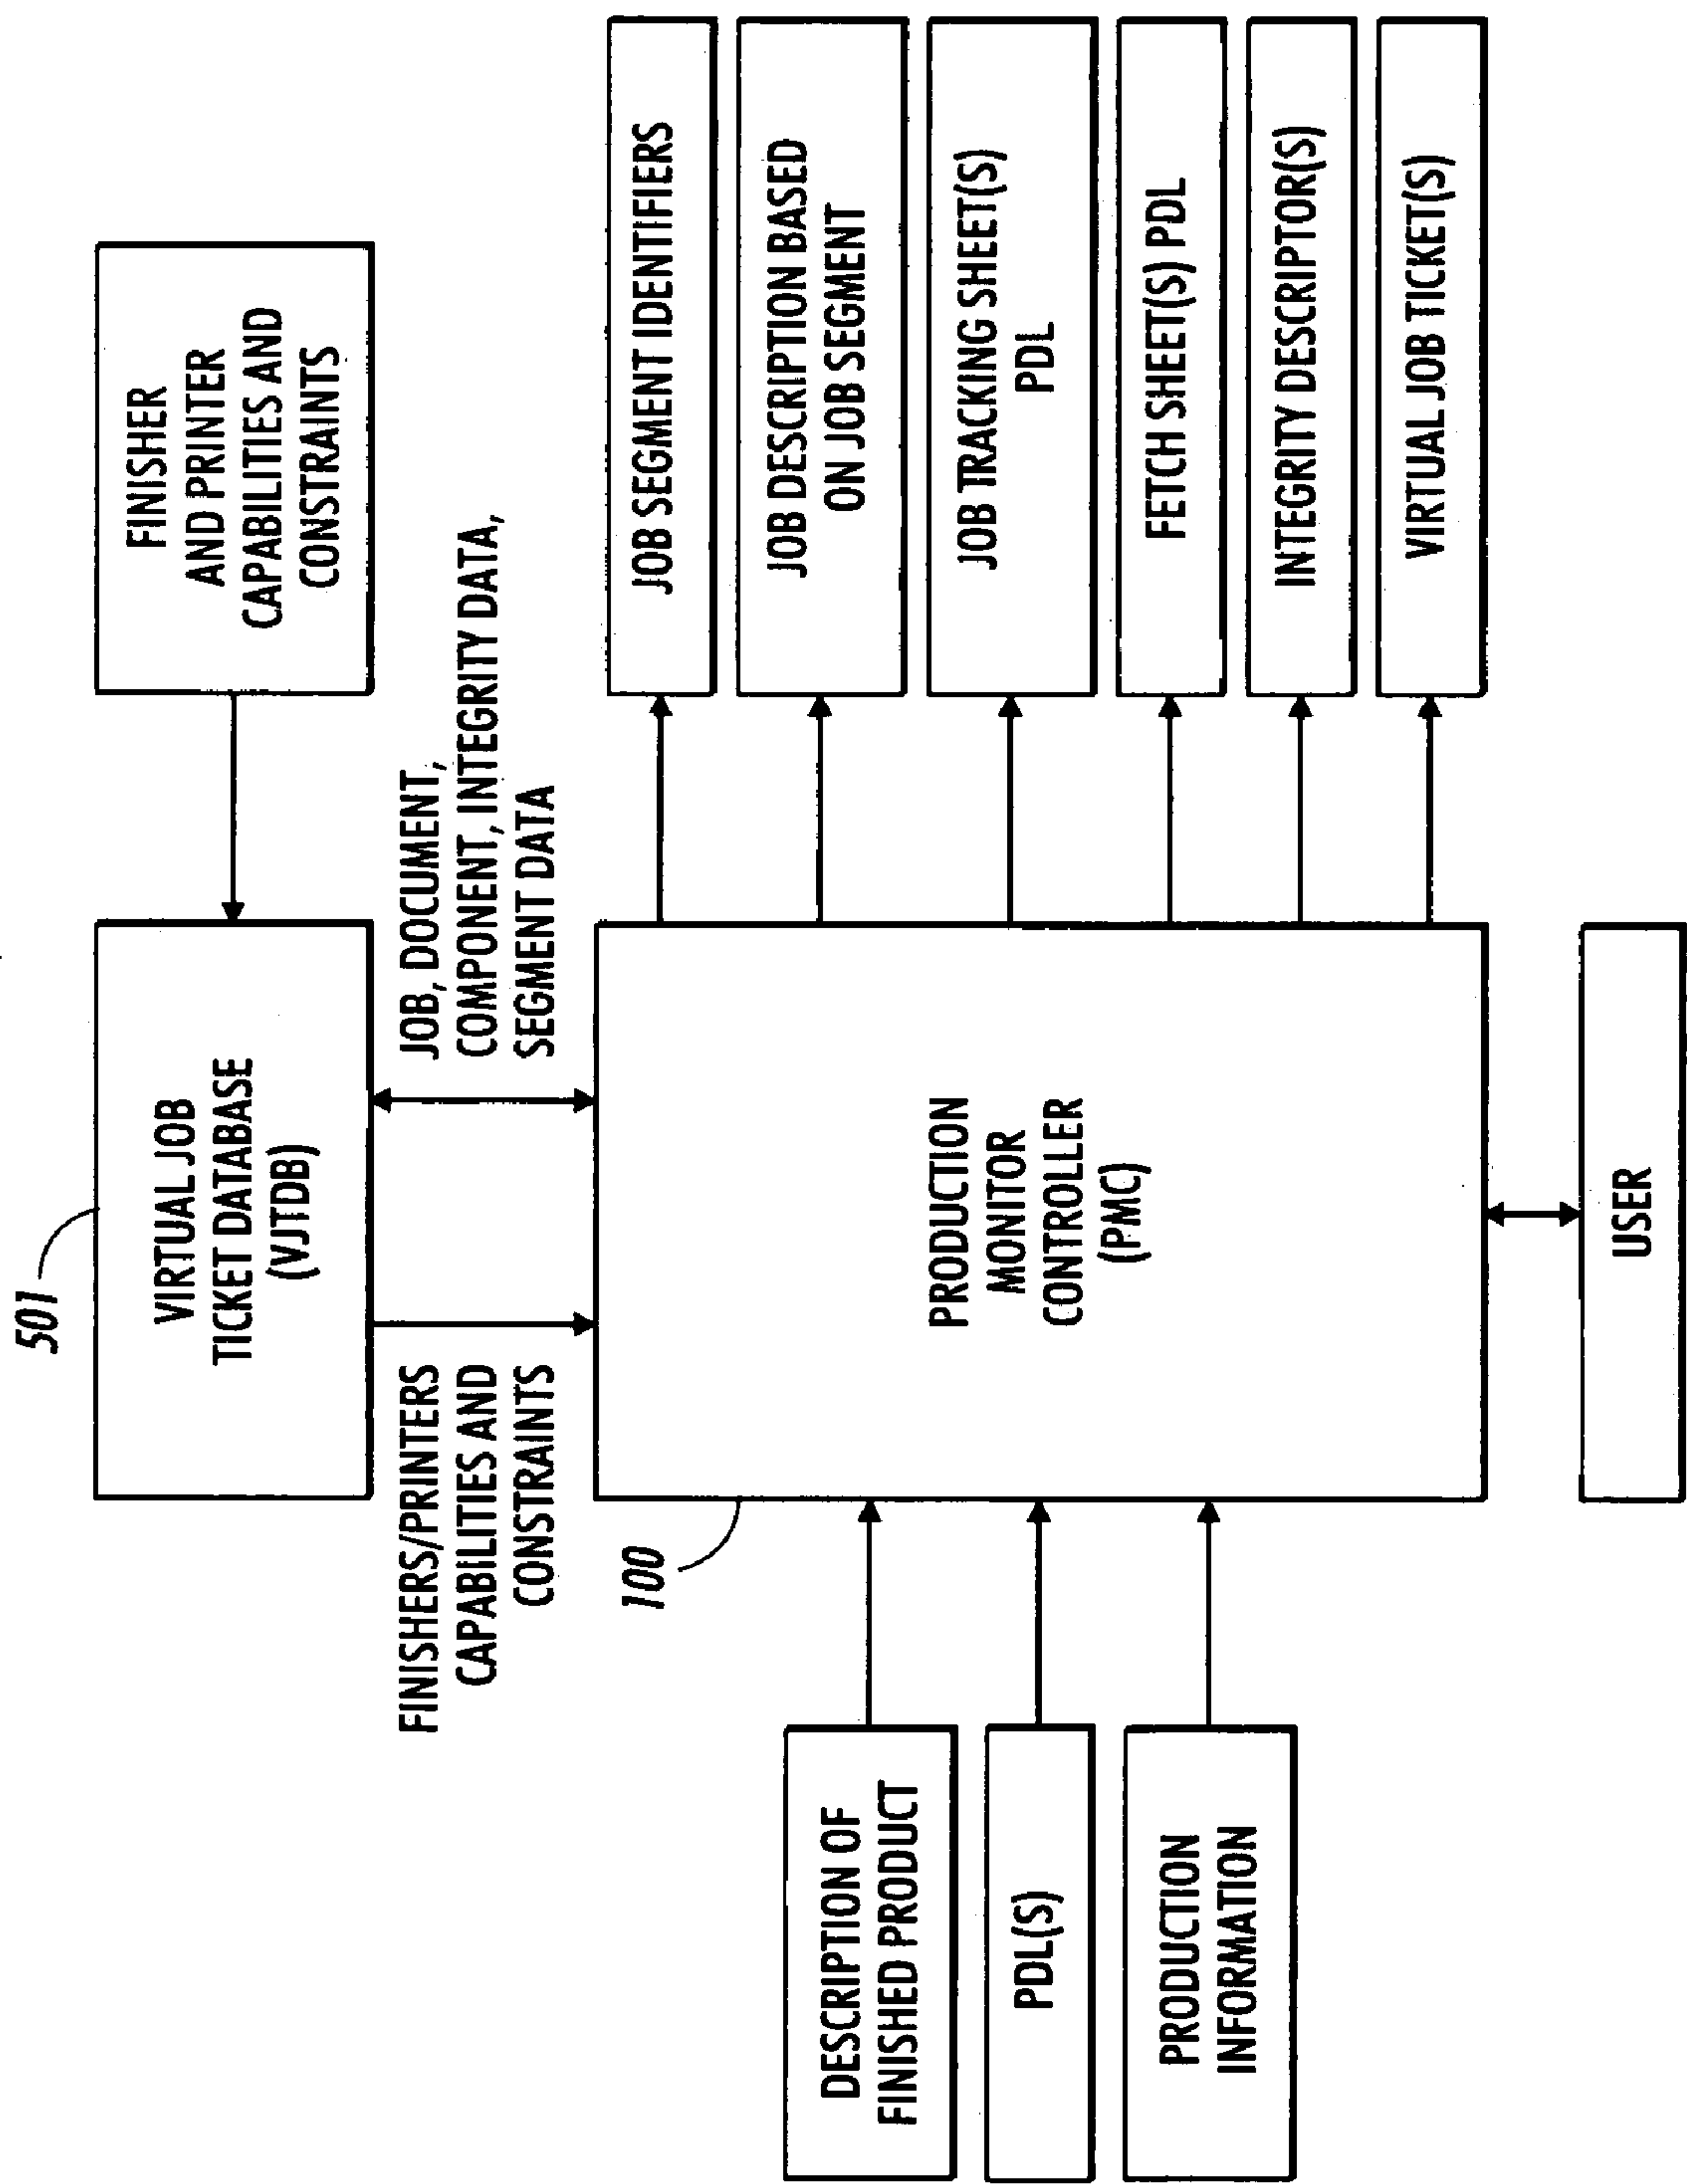 501
VIRTUAL JOB
TICKET DATABASE
(VJTDB)
FINISHER
AND PRINTER
CAPABILITIES AND
CONSTRAINTS
FINISHERS/PRINTERS
CAPABILITIES AND
CONSTRAINTS
JOB, DOCUMENT,
COMPONENT, INTEGRITY DATA,
SEGMENT DATA
100
DESCRIPTION OF
FINISHED PRODUCT
PDL(S)
PRODUCTION
INFORMATION
PRODUCTION
MONITOR
CONTROLLER
(PMC)
JOB SEGMENT IDENTIFIERS
JOB DESCRIPTION BASED
ON JOB SEGMENT
JOB TRACKING SHEET(S)
PDL
FETCH SHEET(S) PDL
INTEGRITY DESCRIPTOR(S)
VIRTUAL JOB TICKET(S)
USER